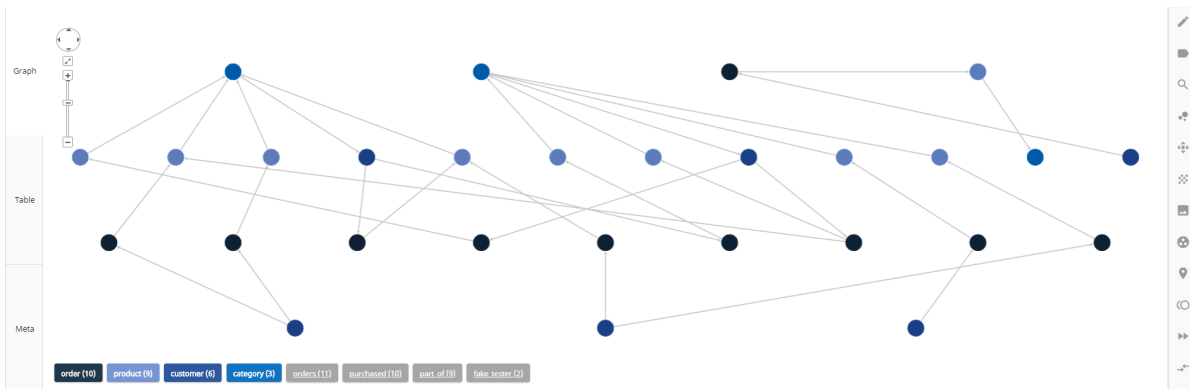 Graph
Table
Meta
order (10) product (9) customer (6) category (3) orders (11) purchased (10) part_of (9) fake_tester (2)